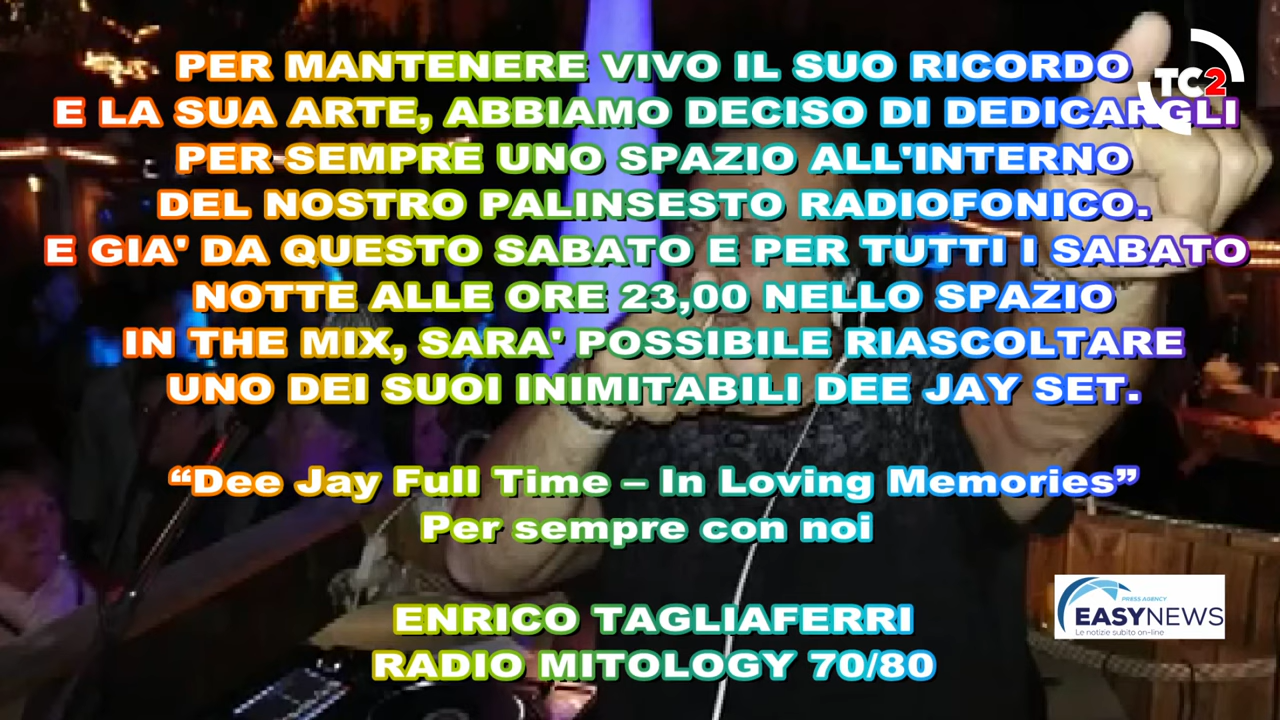 PER MANTENERE VIVO IL SUO RICORDO
TC2
E LA SUA ARTE, ABBIAMO DECISO DI DEDICARGLI
PER SEMPRE UNO SPAZIO ALL'INTERNO
DEL NOSTRO PALINSESTO RADIOFONICO.
E GIA' DA QUESTO SABATO E PER TUTTI I SABATO
NOTTE ALLE ORE 23,00 NELLO SPAZIO
IN THE MIX, SARA' POSSIBILE RIASCOLTARE
UNO DEI SUOI INIMITABILI DEE JAY SET.
“Dee Jay Full Time – In Loving Memories”
Per sempre con noi
ENRICO TAGLIAFERRI
RADIO MITOLOGY 70/80
PRESS AGENCY
EASYNEWS
Le notizie subito on-line